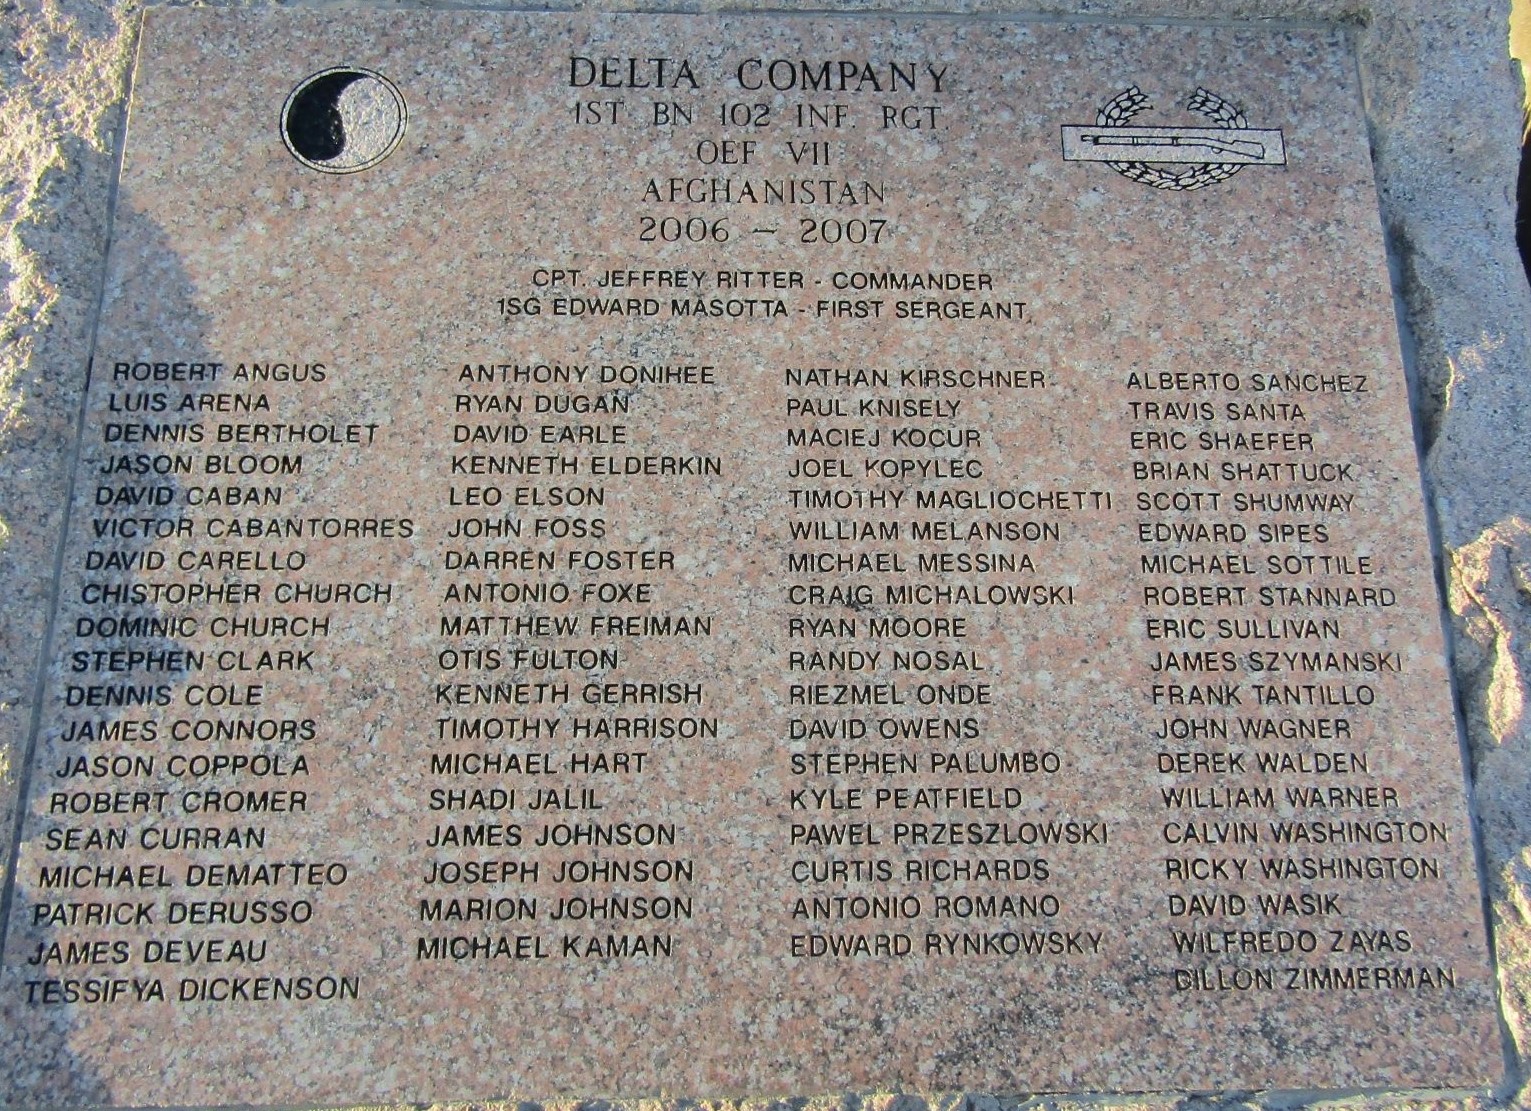 DELTA COMPANY
1ST BN 102 INF. RGT.
OEF VII
AFGHANISTAN
2006 – 2007
CPT. JEFFREY RITTER - COMMANDER
1SG EDWARD MASOTTA - FIRST SERGEANT
ROBERT ANGUS
LUIS ARENA
DENNIS BERTHOLET
JASON BLOOM
DAVID CABAN
VICTOR CABANTORRES
DAVID CARELLO
CHISTOPHER CHURCH
DOMINIC CHURCH
STEPHEN CLARK
DENNIS COLE
JAMES CONNORS
JASON COPPOLA
ROBERT CROMER
SEAN CURRAN
MICHAEL DEMATTEO
PATRICK DERUSSO
JAMES DEVEAU
TESSIFYA DICKENSON
ANTHONY DONIHEE
RYAN DUGAN
DAVID EARLE
KENNETH ELDERKIN
LEO ELSON
JOHN FOSS
DARREN FOSTER
ANTONIO FOXE
MATTHEW FREIMAN
OTIS FULTON
KENNETH GERRISH
TIMOTHY HARRISON
MICHAEL HART
SHADI JALIL
JAMES JOHNSON
JOSEPH JOHNSON
MARION JOHNSON
MICHAEL KAMAN
NATHAN KIRSCHNER
PAUL KNISELY
MACIEJ KOCUR
JOEL KOPYLEC
TIMOTHY MAGLIOCHETTI
WILLIAM MELANSON
MICHAEL MESSINA
CRAIG MICHALOWSKI
RYAN MOORE
RANDY NOSAL
RIEZMEL ONDE
DAVID OWENS
STEPHEN PALUMBO
KYLE PEATFIELD
PAWEL PRZESZLOWSKI
CURTIS RICHARDS
ANTONIO ROMANO
EDWARD RYNKOWSKY
ALBERTO SANCHEZ
TRAVIS SANTA
ERIC SHAEFER
BRIAN SHATTUCK
SCOTT SHUMWAY
EDWARD SIPES
MICHAEL SOTTILE
ROBERT STANNARD
ERIC SULLIVAN
JAMES SZYMANSKI
FRANK TANTILLO
JOHN WAGNER
DEREK WALDEN
WILLIAM WARNER
CALVIN WASHINGTON
RICKY WASHINGTON
DAVID WASIK
WILFREDO ZAYAS
DILLON ZIMMERMAN